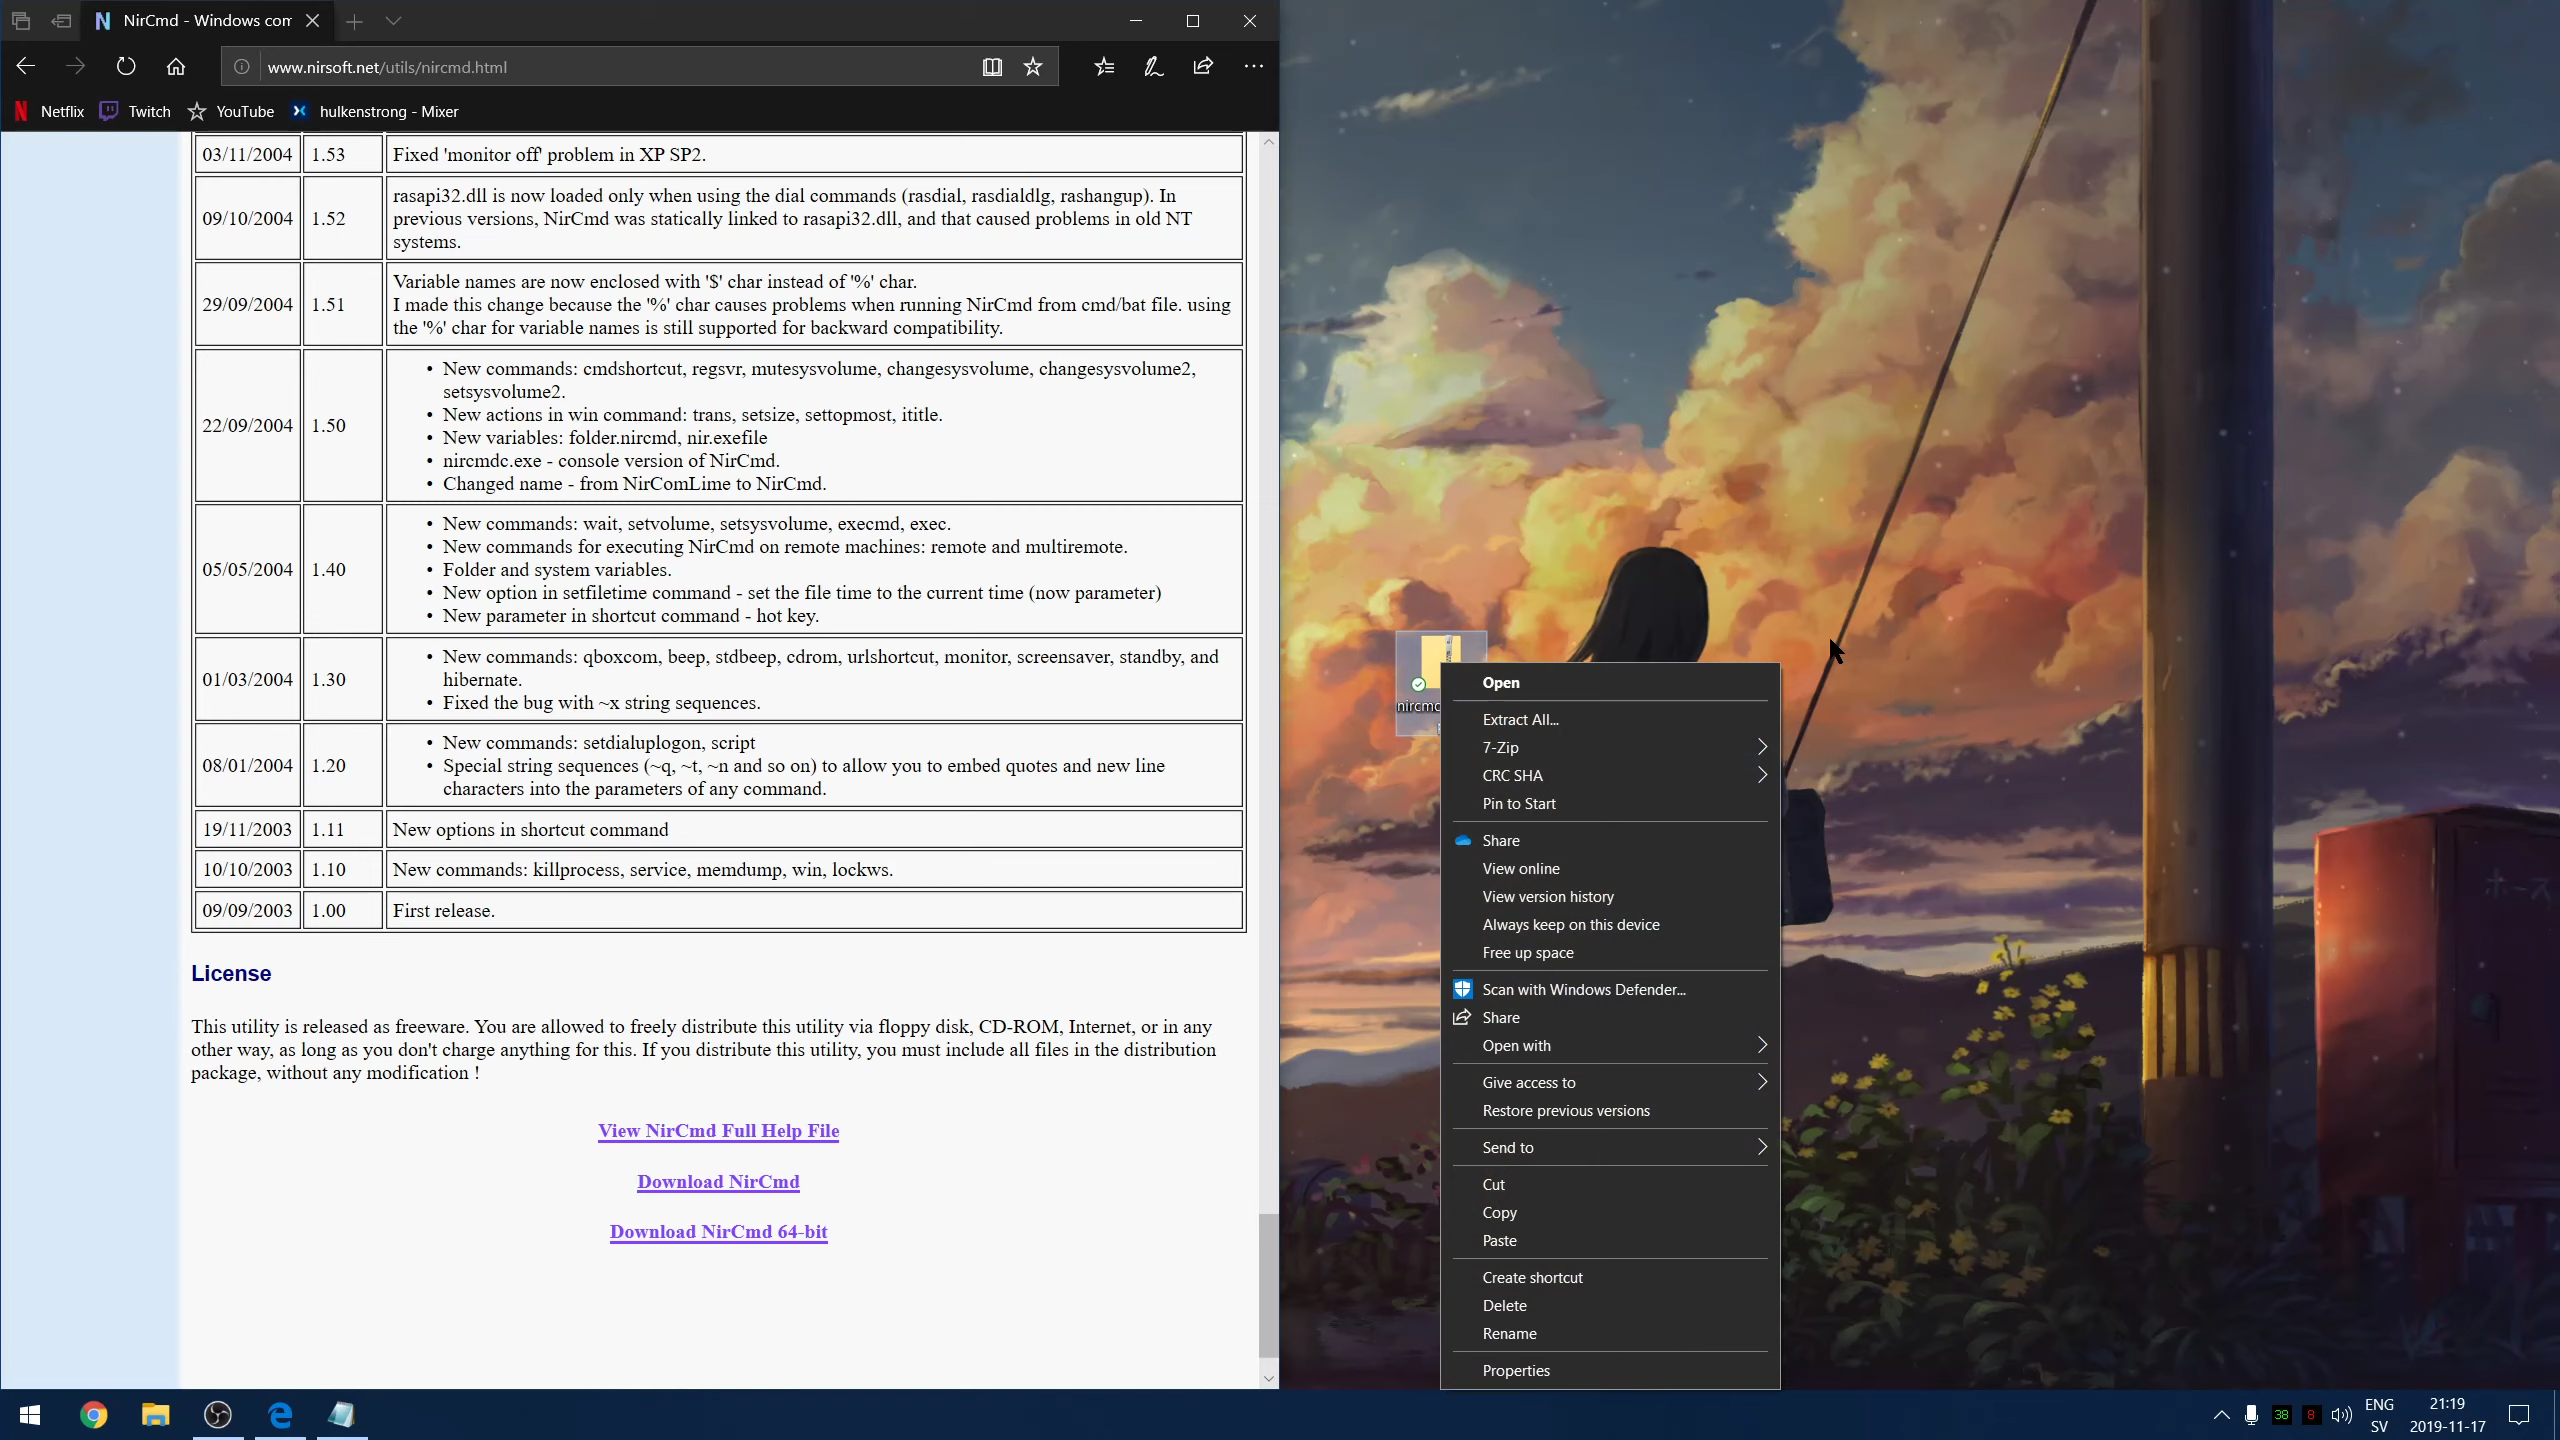 NirCmd - Windows com
www.nirsoft.net/utils/nircmd.html
Netflix
Twitch
YouTube
hulkenstrong - Mixer
03/11/2004 1.53 Fixed 'monitor off' problem in XP SP2.
09/10/2004 1.52 rasapi32.dll is now loaded only when using the dial commands (rasdial, rasdialdlg, rashangup). In
previous versions, NirCmd was statically linked to rasapi32.dll, and that caused problems in old NT
systems.
29/09/2004 1.51 Variable names are now enclosed with '$' char instead of '%' char.
I made this change because the '%' char causes problems when running NirCmd from cmd/bat file. using
the '%' char for variable names is still supported for backward compatibility.
22/09/2004 1.50
• New commands: cmdshortcut, regsvr, mutesysvolume, changesysvolume, changesysvolume2,
setsysvolume2.
• New actions in win command: trans, setsize, settopmost, ititle.
• New variables: folder.nircmd, nir.exefile
• nircmdc.exe - console version of NirCmd.
• Changed name - from NirComLime to NirCmd.
05/05/2004 1.40
• New commands: wait, setvolume, setsysvolume, execmd, exec.
• New commands for executing NirCmd on remote machines: remote and multiremote.
• Folder and system variables.
• New option in setfiletime command - set the file time to the current time (now parameter)
• New parameter in shortcut command - hot key.
01/03/2004 1.30
• New commands: qboxcom, beep, stdbeep, cdrom, urlshortcut, monitor, screensaver, standby, and
hibernate.
• Fixed the bug with ~x string sequences.
08/01/2004 1.20
• New commands: setdialuplogon, script
• Special string sequences (~q, ~t, ~n and so on) to allow you to embed quotes and new line
characters into the parameters of any command.
19/11/2003 1.11 New options in shortcut command
10/10/2003 1.10 New commands: killprocess, service, memdump, win, lockws.
09/09/2003 1.00 First release.
License
This utility is released as freeware. You are allowed to freely distribute this utility via floppy disk, CD-ROM, Internet, or in any
other way, as long as you don't charge anything for this. If you distribute this utility, you must include all files in the distribution
package, without any modification !
View NirCmd Full Help File
Download NirCmd
Download NirCmd 64-bit
nircmd
Open
Extract All...
7-Zip
CRC SHA
Pin to Start
Share
View online
View version history
Always keep on this device
Free up space
Scan with Windows Defender...
Share
Open with
Give access to
Restore previous versions
Send to
Cut
Copy
Paste
Create shortcut
Delete
Rename
Properties
ホース
38
8
ENG
SV
21:19
2019-11-17